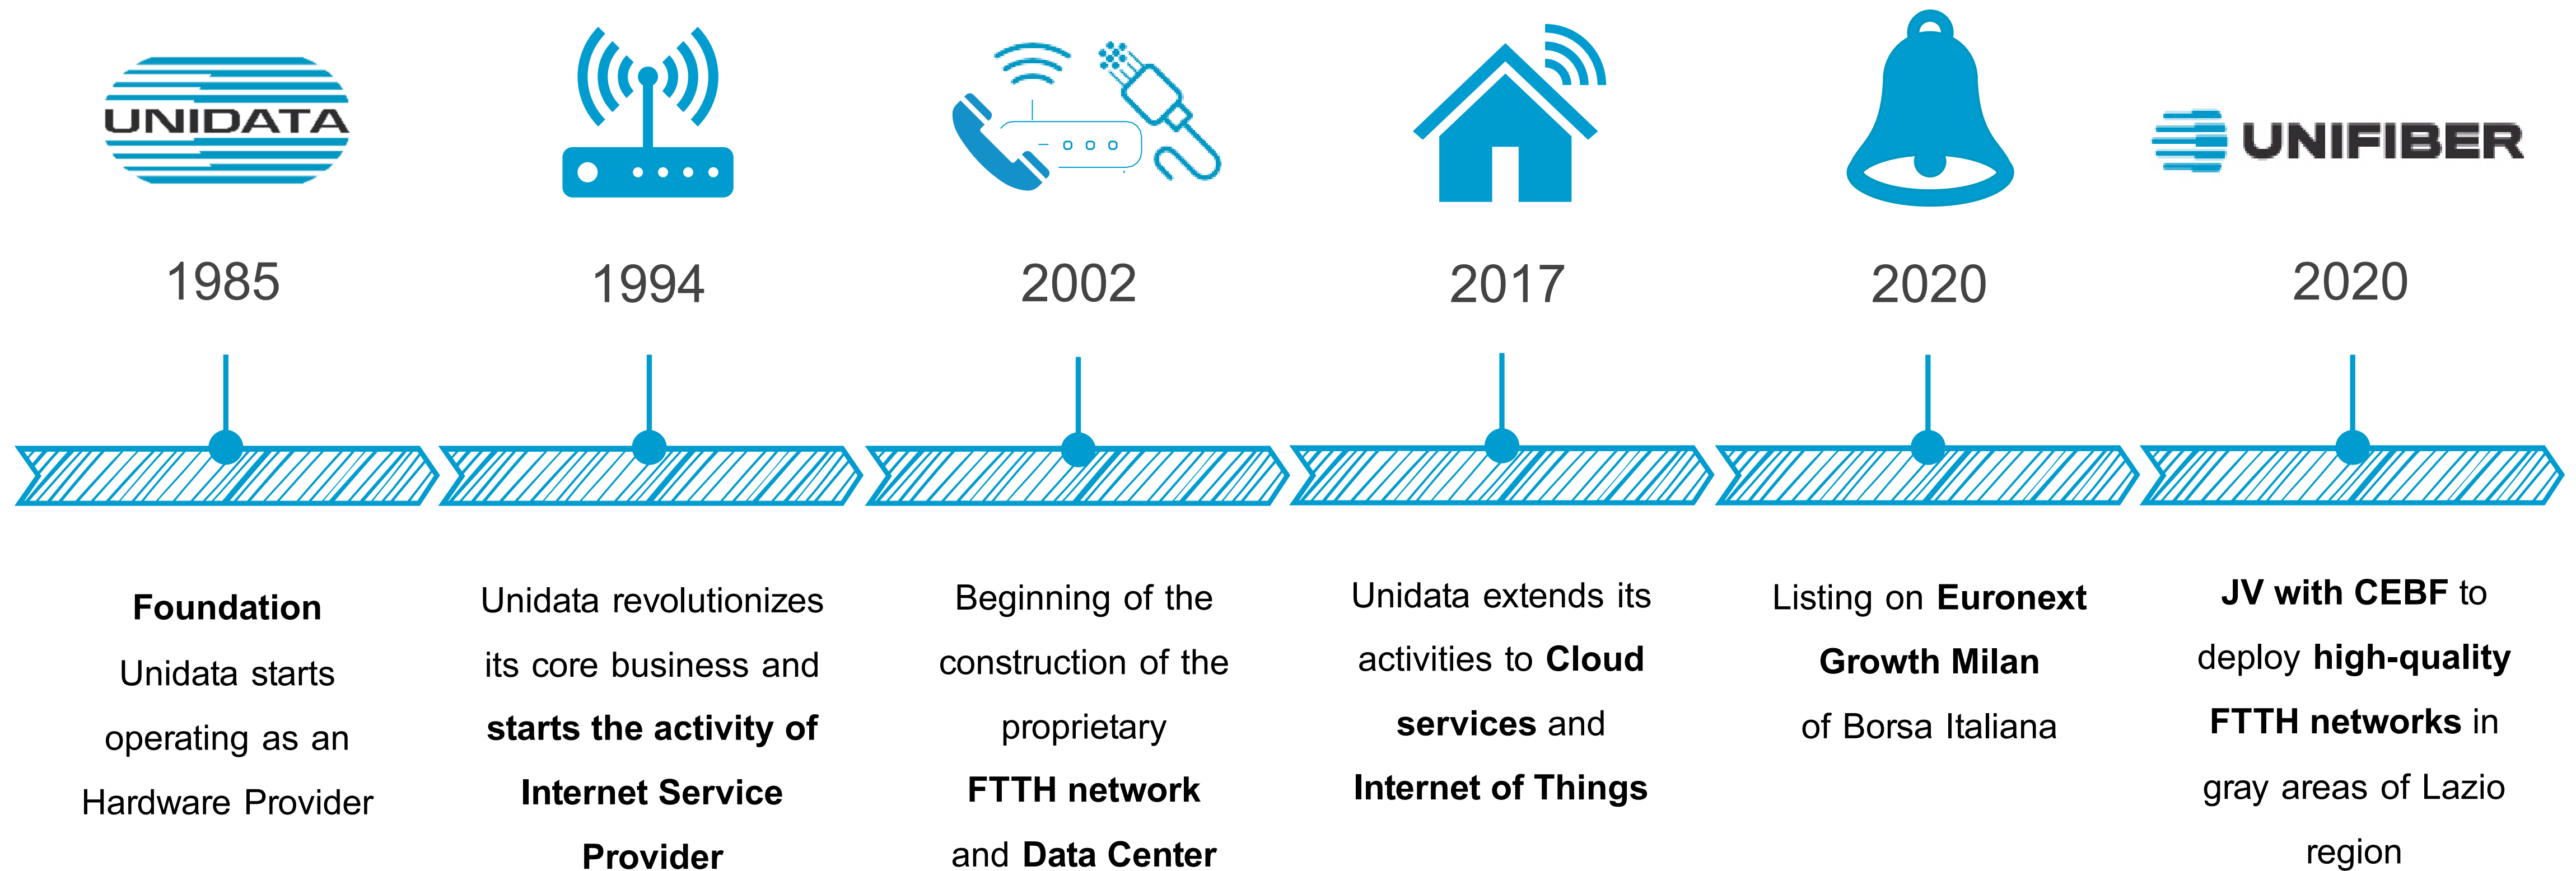 UNIDATA
UNIFIBER
1985
1994
2002
2017
2020
2020
Foundation
Unidata starts
operating as an
Hardware Provider
Unidata revolutionizes
its core business and
starts the activity of
Internet Service
Provider
Beginning of the
construction of the
proprietary
FTTH network
and Data Center
Unidata extends its
activities to Cloud
services and
Internet of Things
Listing on Euronext
Growth Milan
of Borsa Italiana
JV with CEBF to
deploy high-quality
FTTH networks in
gray areas of Lazio
region